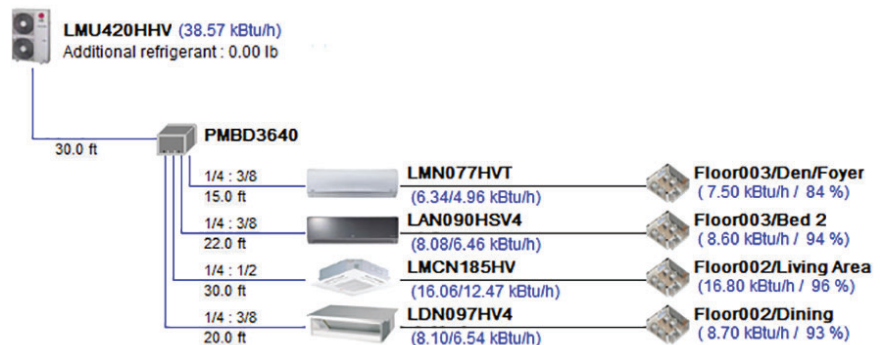 LMU420HHV (38.57 kBtu/h)
Additional refrigerant : 0.00 lb
30.0 ft
PMBD3640
1/4 : 3/8
15.0 ft
LMN077HVT
(6.34/4.96 kBtu/h)
Floor003/Den/Foyer
( 7.50 kBtu/h / 84 %)
1/4 : 3/8
22.0 ft
LAN090HSV4
(8.08/6.46 kBtu/h)
Floor003/Bed 2
( 8.60 kBtu/h / 94 %)
1/4 : 1/2
30.0 ft
LMCN185HV
(16.06/12.47 kBtu/h)
Floor002/Living Area
(16.80 kBtu/h / 96 %)
1/4 : 3/8
20.0 ft
LDN097HV4
(8.10/6.54 kBtu/h)
Floor002/Dining
( 8.70 kBtu/h / 93 %)